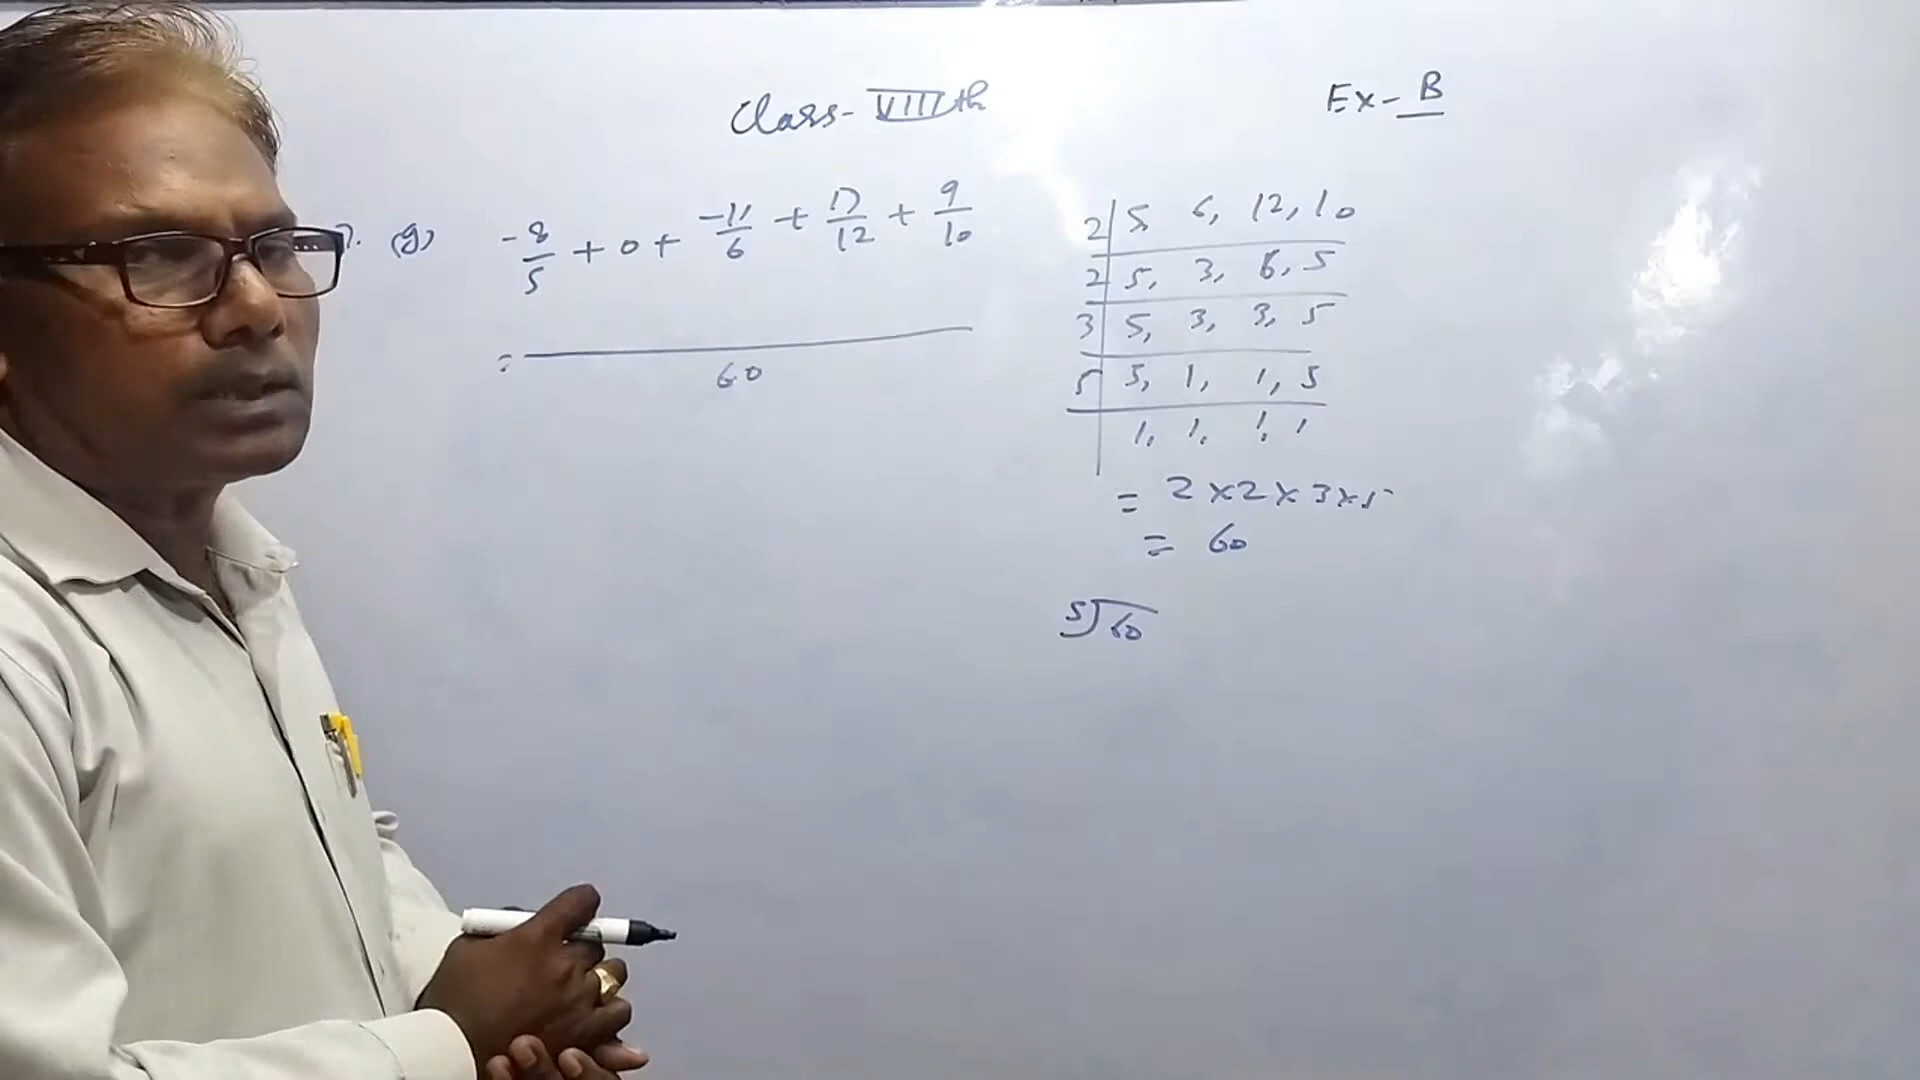 Class-VIIIth
Ex-B
7. (g) -8/5 + 0 + -11/6 + 17/12 + 9/10
= ―/60
2|5, 6, 12, 10
2|5, 3, 6, 5
3|5, 3, 3, 5
5|5, 1, 1, 5
|1, 1, 1, 1
= 2×2×3×5
= 60
5)60